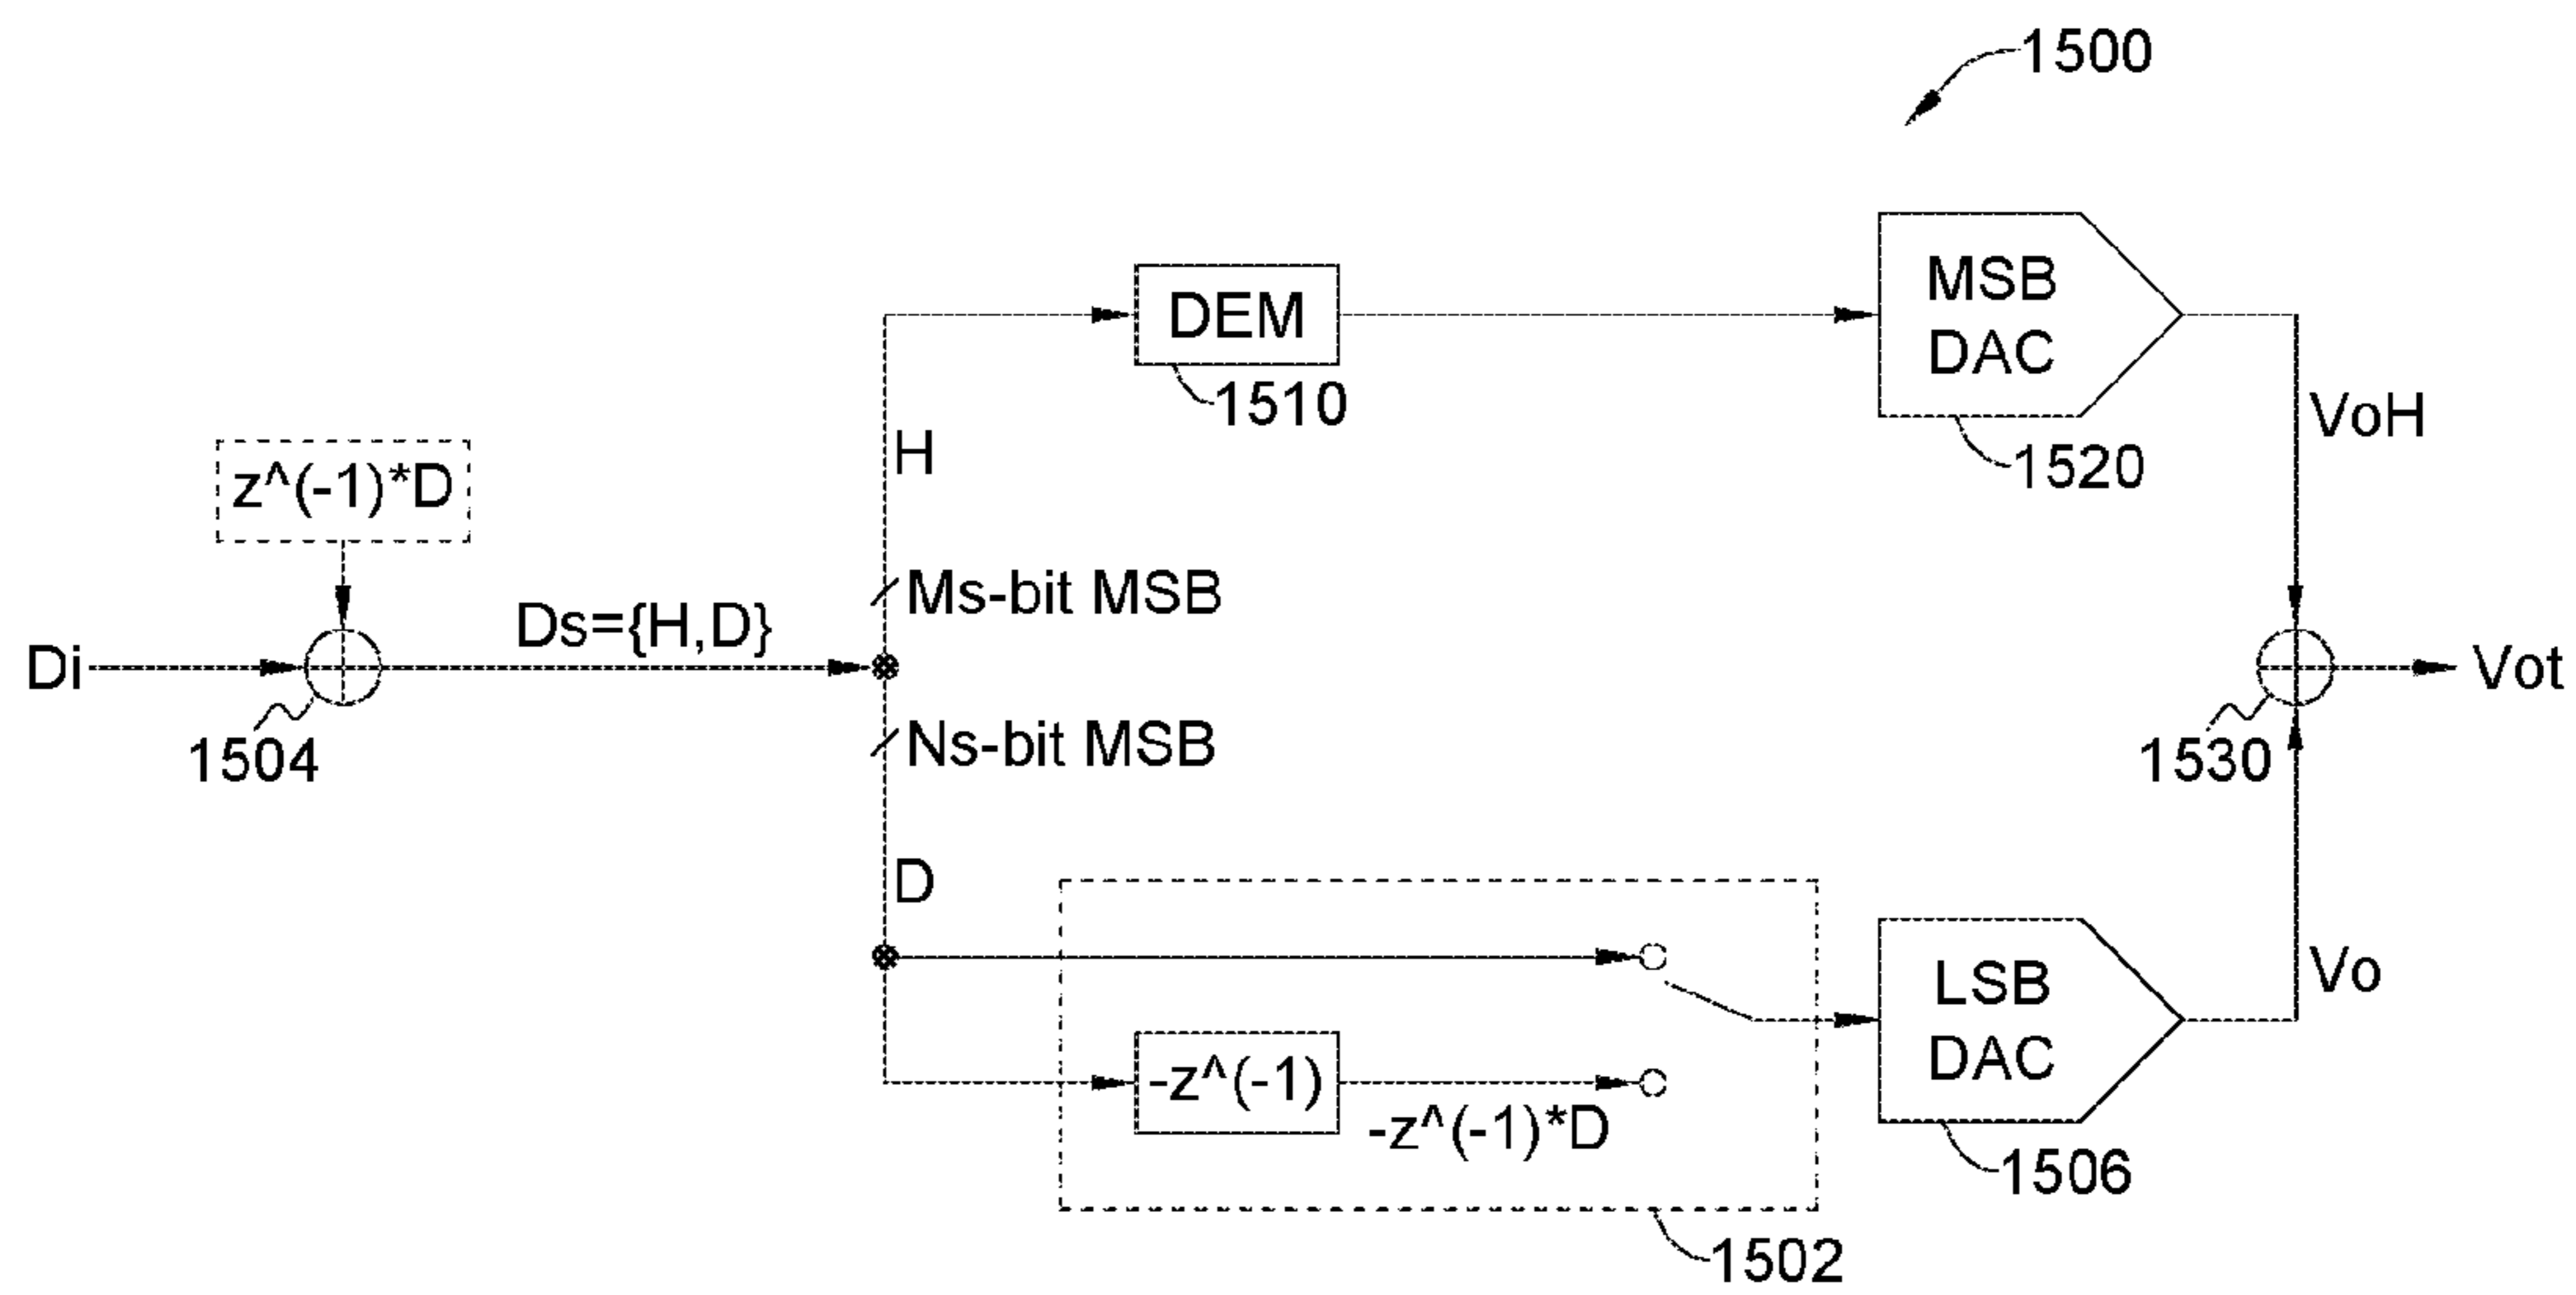 1500
MSB
DAC
DEM
1510
VoH
H
1520
z^(-1)*D
Ms-bit MSB
Ds={H,D}
Di
Vot
1504
Ns-bit MSB
1530
D
LSB
DAC
Vo
-z^(-1)
-z^(-1)*D
1506
1502